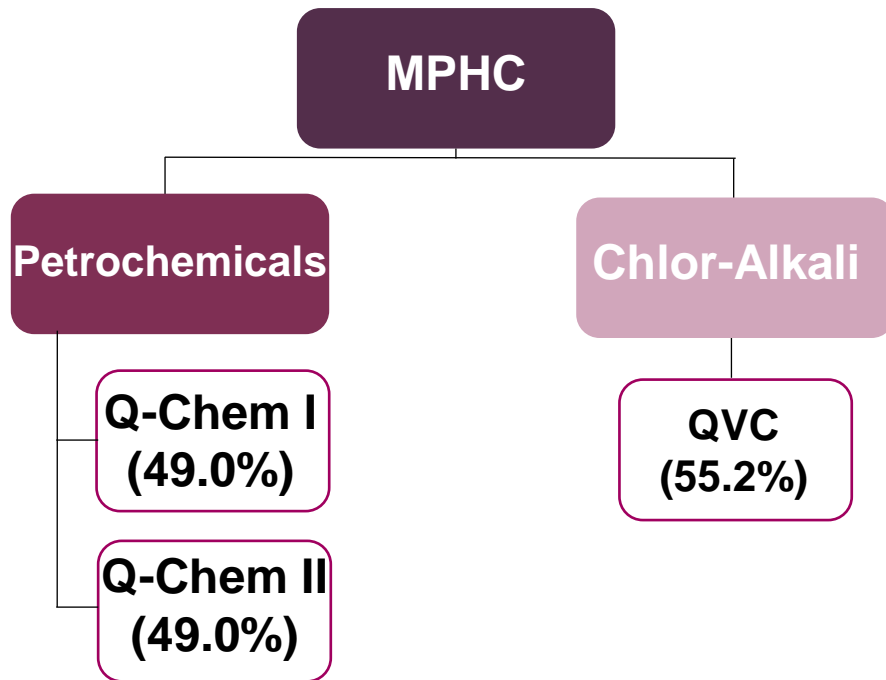 MPHC
Petrochemicals
Chlor-Alkali
Q-Chem I
(49.0%)
QVC
(55.2%)
Q-Chem II
(49.0%)